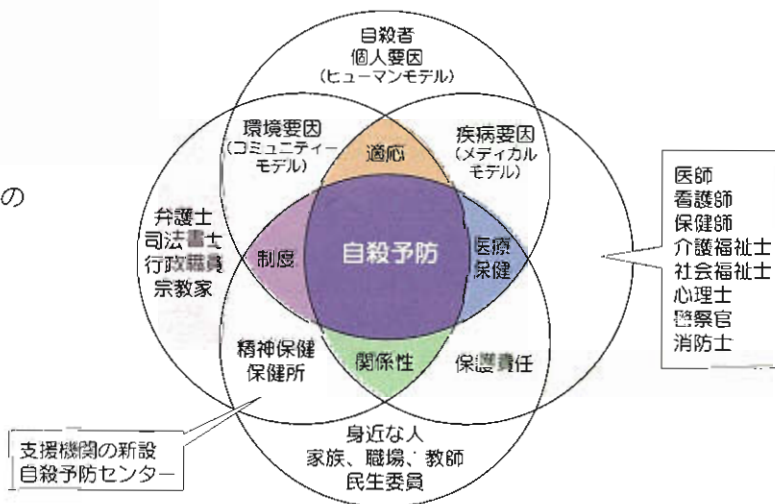 自殺者
個人要因
(ヒューマンモデル)
環境要因
(コミュニティー
モデル)
適応
疾病要因
(メディカル
モデル)
の
弁護士
司法書士
行政職員
宗教家
制度
自殺予防
医療
保健
医師
看護師
保健師
介護福祉士
社会福祉士
心理士
警察官
消防士
精神保健
保健所
関係性
保護責任
支援機関の新設
自殺予防センター
身近な人
家族、職場、教師
民生委員